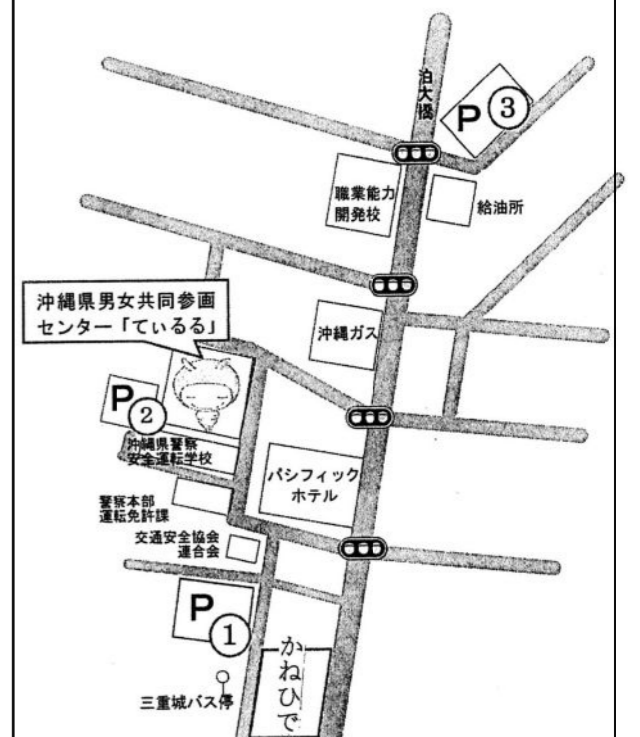 泊大橋
P ③
職業能力
開発校
給油所
沖縄県男女共同参画
センター「てぃるる」
沖縄ガス
P ②
沖縄県警察
安全運転学校
パシフィック
ホテル
警察本部
運転免許課
交通安全協会
連合会
P ①
かねひで
三重城バス停